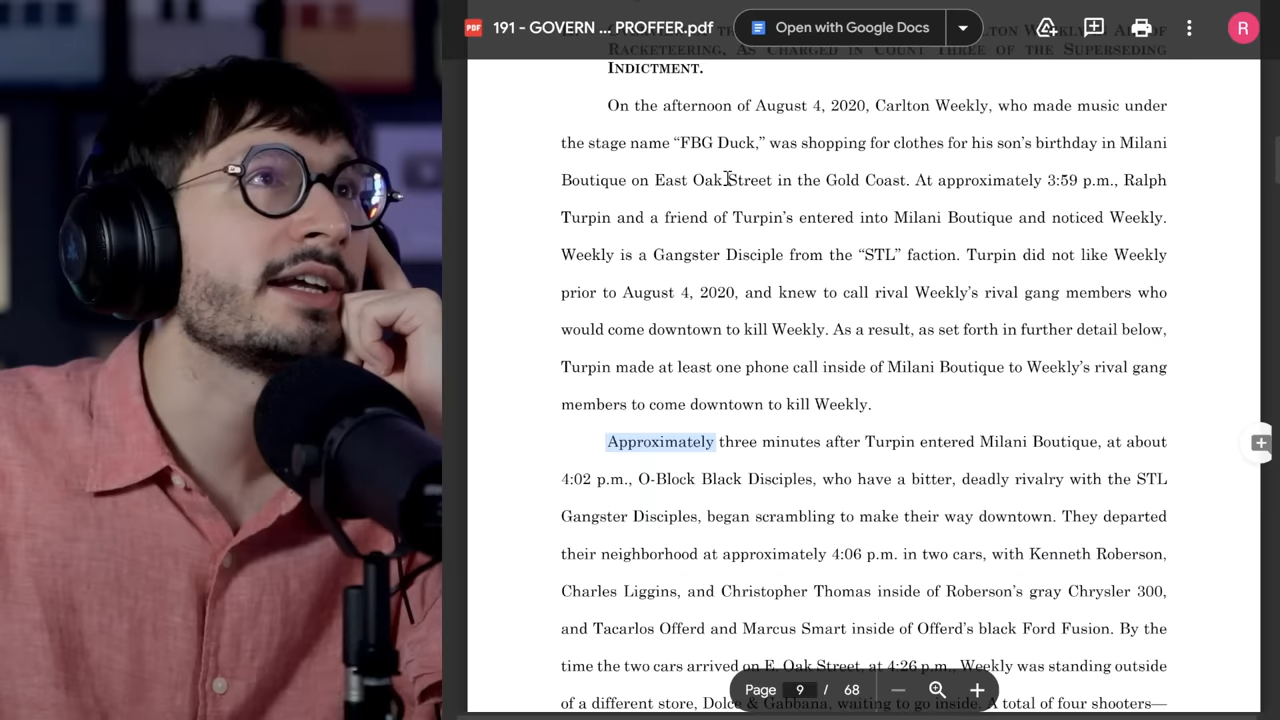 191 - GOVERN ... PROFFER.pdf
Open with Google Docs
R
RACKETEERING, AS CHARGED IN COUNT THREE OF THE SUPERSEDING
INDICTMENT.
On the afternoon of August 4, 2020, Carlton Weekly, who made music under
the stage name “FBG Duck,” was shopping for clothes for his son’s birthday in Milani
Boutique on East Oak Street in the Gold Coast. At approximately 3:59 p.m., Ralph
Turpin and a friend of Turpin’s entered into Milani Boutique and noticed Weekly.
Weekly is a Gangster Disciple from the “STL” faction. Turpin did not like Weekly
prior to August 4, 2020, and knew to call rival Weekly’s rival gang members who
would come downtown to kill Weekly. As a result, as set forth in further detail below,
Turpin made at least one phone call inside of Milani Boutique to Weekly’s rival gang
members to come downtown to kill Weekly.
Approximately three minutes after Turpin entered Milani Boutique, at about
4:02 p.m., O-Block Black Disciples, who have a bitter, deadly rivalry with the STL
Gangster Disciples, began scrambling to make their way downtown. They departed
their neighborhood at approximately 4:06 p.m. in two cars, with Kenneth Roberson,
Charles Liggins, and Christopher Thomas inside of Roberson’s gray Chrysler 300,
and Tacarlos Offerd and Marcus Smart inside of Offerd’s black Ford Fusion. By the
time the two cars arrived on E. Oak Street, at 4:26 p.m., Weekly was standing outside
of a different store, Dolce & Gabbana, waiting to go inside. A total of four shooters—
Page 9 / 68